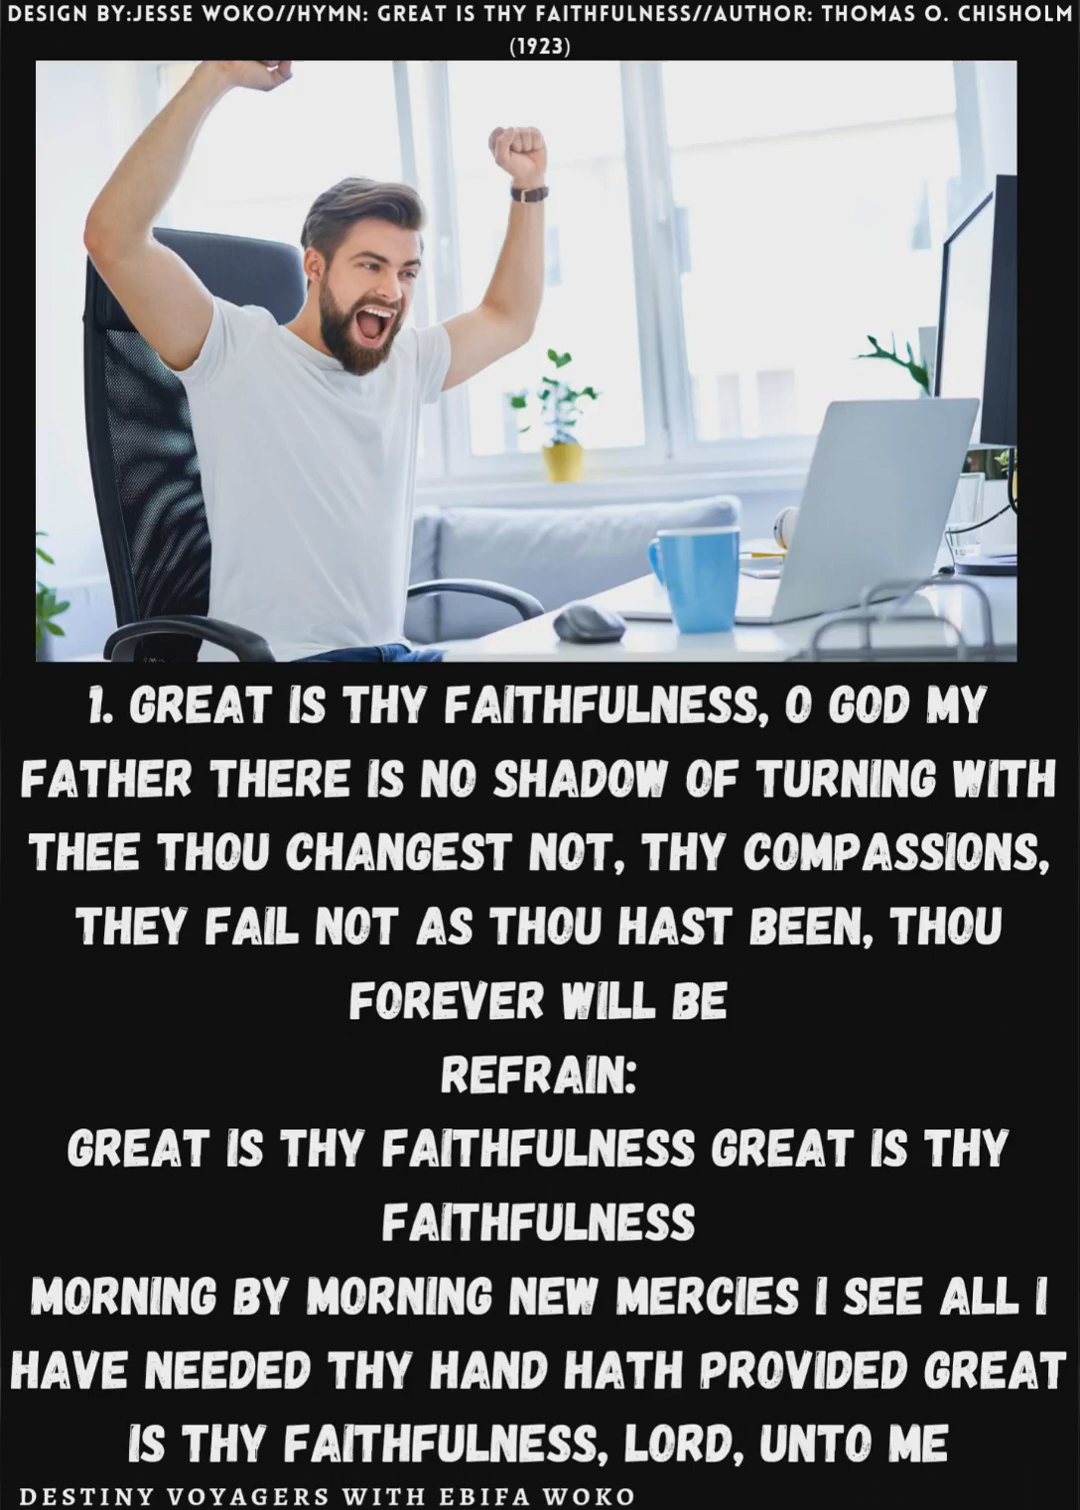 DESIGN BY:JESSE WOKO//HYMN: GREAT IS THY FAITHFULNESS//AUTHOR: THOMAS O. CHISHOLM
(1923)
1. GREAT IS THY FAITHFULNESS, O GOD MY
FATHER THERE IS NO SHADOW OF TURNING WITH
THEE THOU CHANGEST NOT, THY COMPASSIONS,
THEY FAIL NOT AS THOU HAST BEEN, THOU
FOREVER WILL BE
REFRAIN:
GREAT IS THY FAITHFULNESS GREAT IS THY
FAITHFULNESS
MORNING BY MORNING NEW MERCIES I SEE ALL I
HAVE NEEDED THY HAND HATH PROVIDED GREAT
IS THY FAITHFULNESS, LORD, UNTO ME
DESTINY VOYAGERS WITH EBIFA WOKO